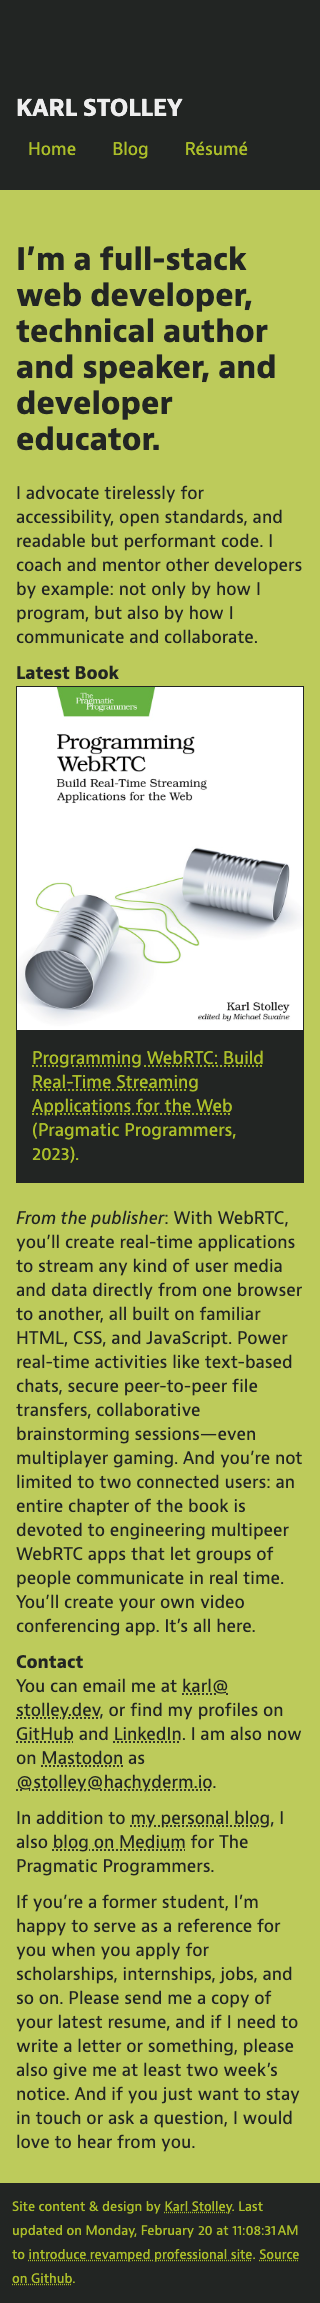 KARL STOLLEY
Home Blog Résumé
I’m a full-stack
web developer,
technical author
and speaker, and
developer
educator.
I advocate tirelessly for
accessibility, open standards, and
readable but performant code. I
coach and mentor other developers
by example: not only by how I
program, but also by how I
communicate and collaborate.
Latest Book
The
Pragmatic
Programmers
Programming
WebRTC
Build Real-Time Streaming
Applications for the Web
Karl Stolley
edited by Michael Swaine
Programming WebRTC: Build
Real-Time Streaming
Applications for the Web
(Pragmatic Programmers,
2023).
From the publisher: With WebRTC,
you’ll create real-time applications
to stream any kind of user media
and data directly from one browser
to another, all built on familiar
HTML, CSS, and JavaScript. Power
real-time activities like text-based
chats, secure peer-to-peer file
transfers, collaborative
brainstorming sessions—even
multiplayer gaming. And you’re not
limited to two connected users: an
entire chapter of the book is
devoted to engineering multipeer
WebRTC apps that let groups of
people communicate in real time.
You’ll create your own video
conferencing app. It’s all here.
Contact
You can email me at karl@
stolley.dev, or find my profiles on
GitHub and LinkedIn. I am also now
on Mastodon as
@stolley@hachyderm.io.
In addition to my personal blog, I
also blog on Medium for The
Pragmatic Programmers.
If you’re a former student, I’m
happy to serve as a reference for
you when you apply for
scholarships, internships, jobs, and
so on. Please send me a copy of
your latest resume, and if I need to
write a letter or something, please
also give me at least two week’s
notice. And if you just want to stay
in touch or ask a question, I would
love to hear from you.
Site content & design by Karl Stolley. Last
updated on Monday, February 20 at 11:08:31 AM
to introduce revamped professional site. Source
on Github.